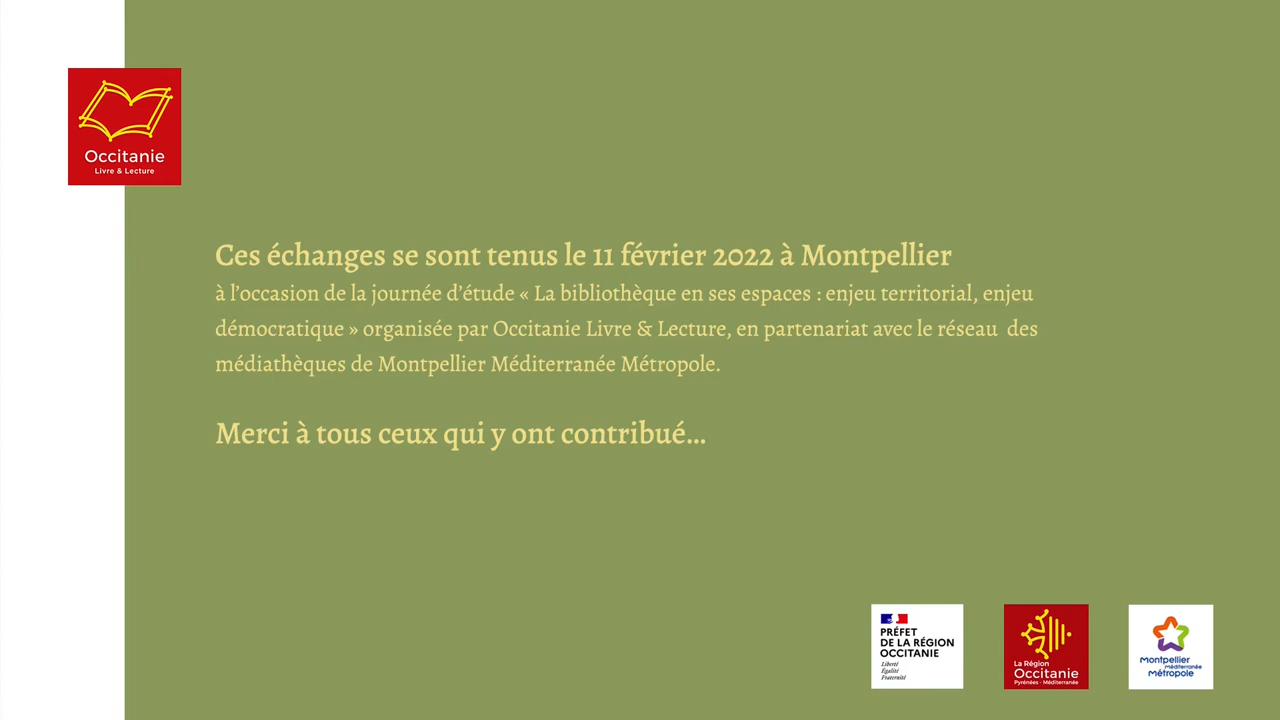 Occitanie
Livre & Lecture
Ces échanges se sont tenus le 11 février 2022 à Montpellier
à l’occasion de la journée d’étude « La bibliothèque en ses espaces : enjeu territorial, enjeu
démocratique » organisée par Occitanie Livre & Lecture, en partenariat avec le réseau des
médiathèques de Montpellier Méditerranée Métropole.
Merci à tous ceux qui y ont contribué...
PRÉFET
DE LA RÉGION
OCCITANIE
Liberté
Égalité
Fraternité
La Région
Occitanie
Pyrénées - Méditerranée
Montpellier
Méditerranée
Métropole